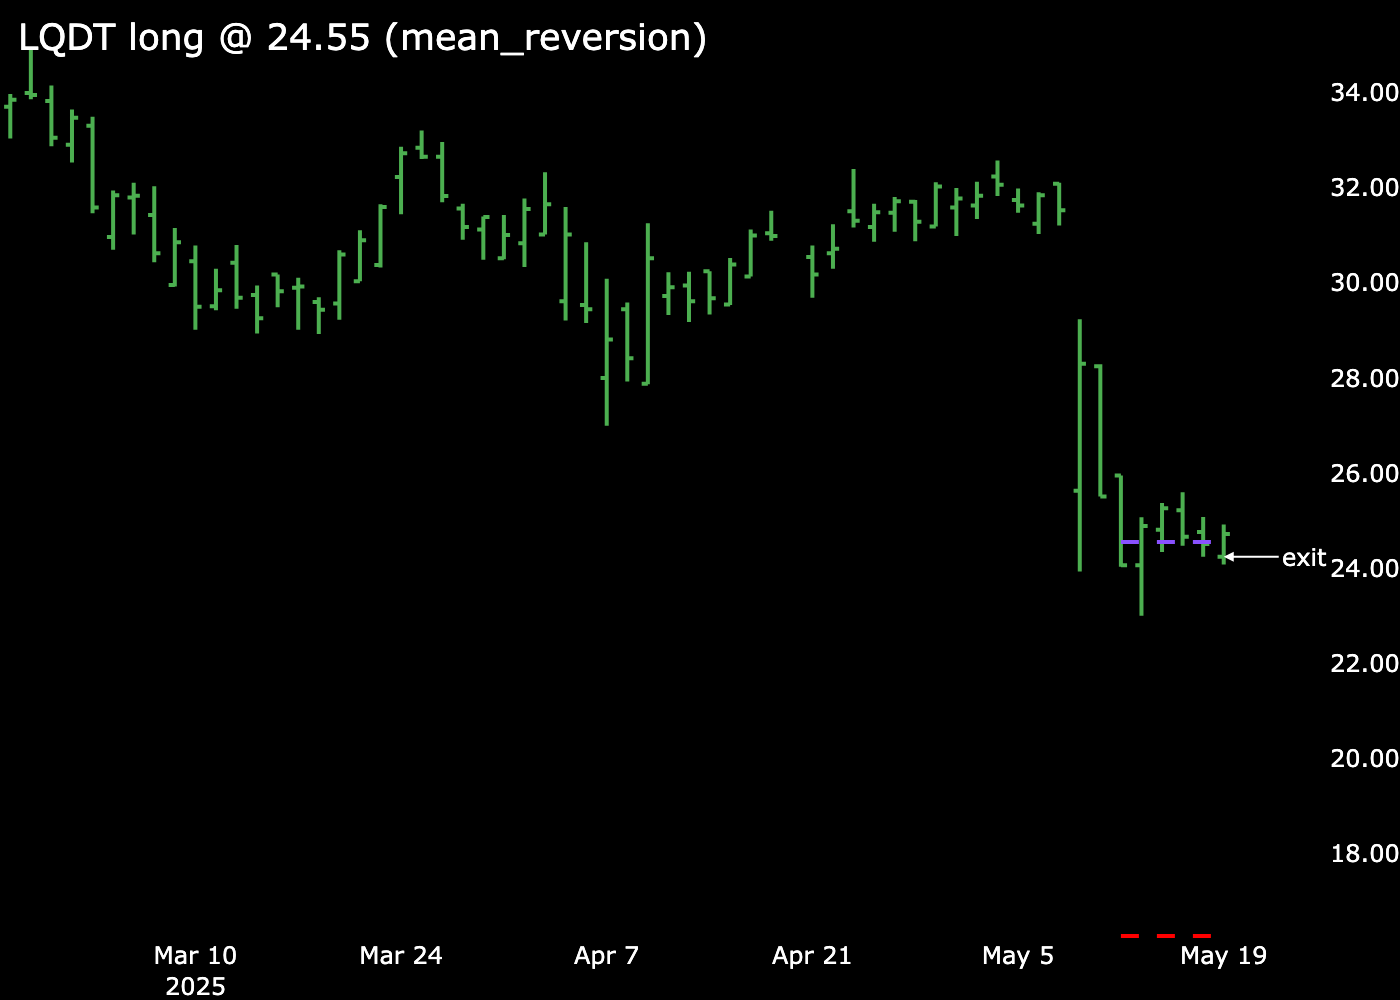 LQDT long @ 24.55 (mean_reversion)
34.00
32.00
30.00
28.00
26.00
exit
24.00
22.00
20.00
18.00
Mar 10
2025
Mar 24
Apr 7
Apr 21
May 5
May 19